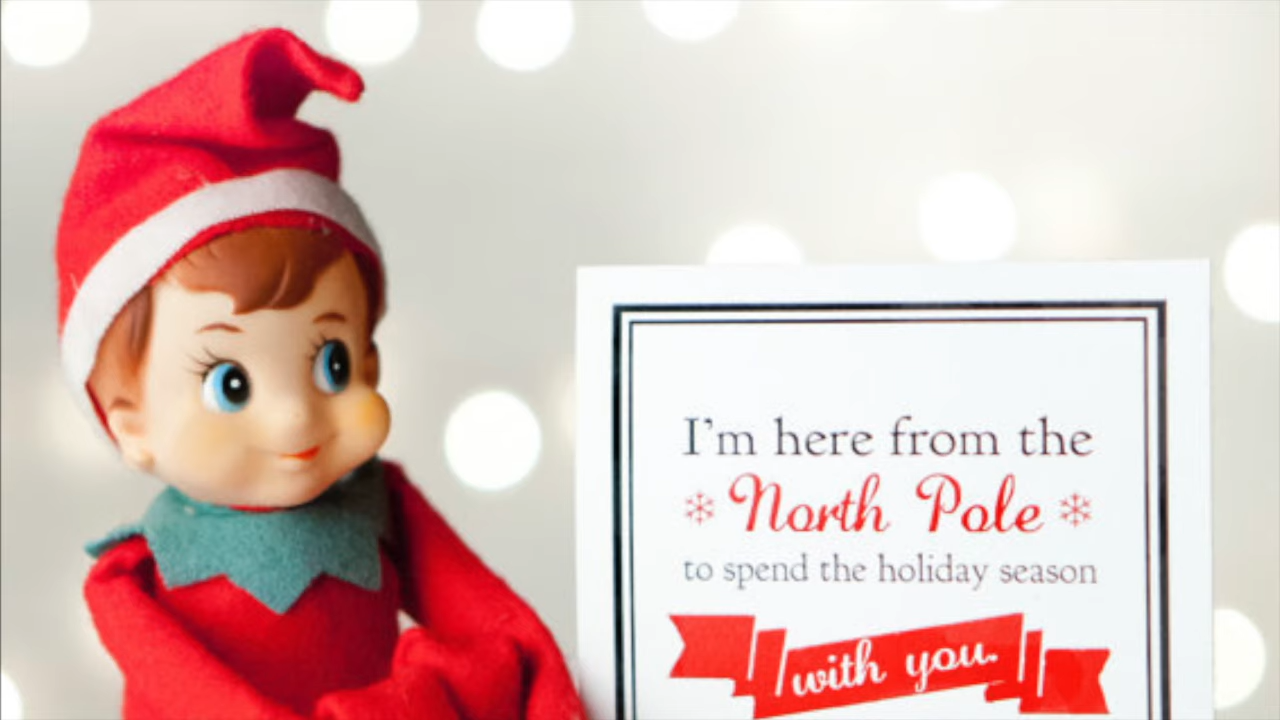 I'm here from the
North Pole
to spend the holiday season
with you.